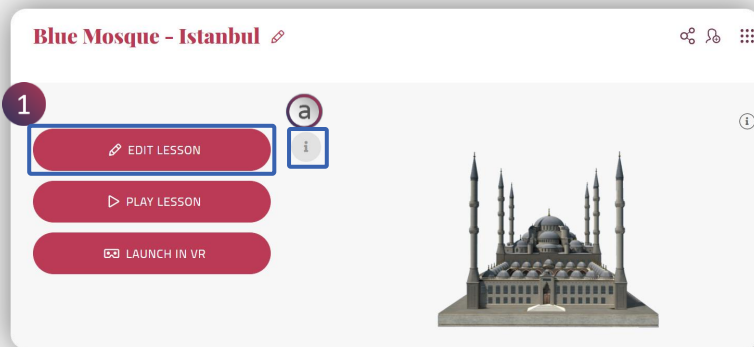 Blue Mosque - Istanbul
1
a
EDIT LESSON
i
i
PLAY LESSON
LAUNCH IN VR